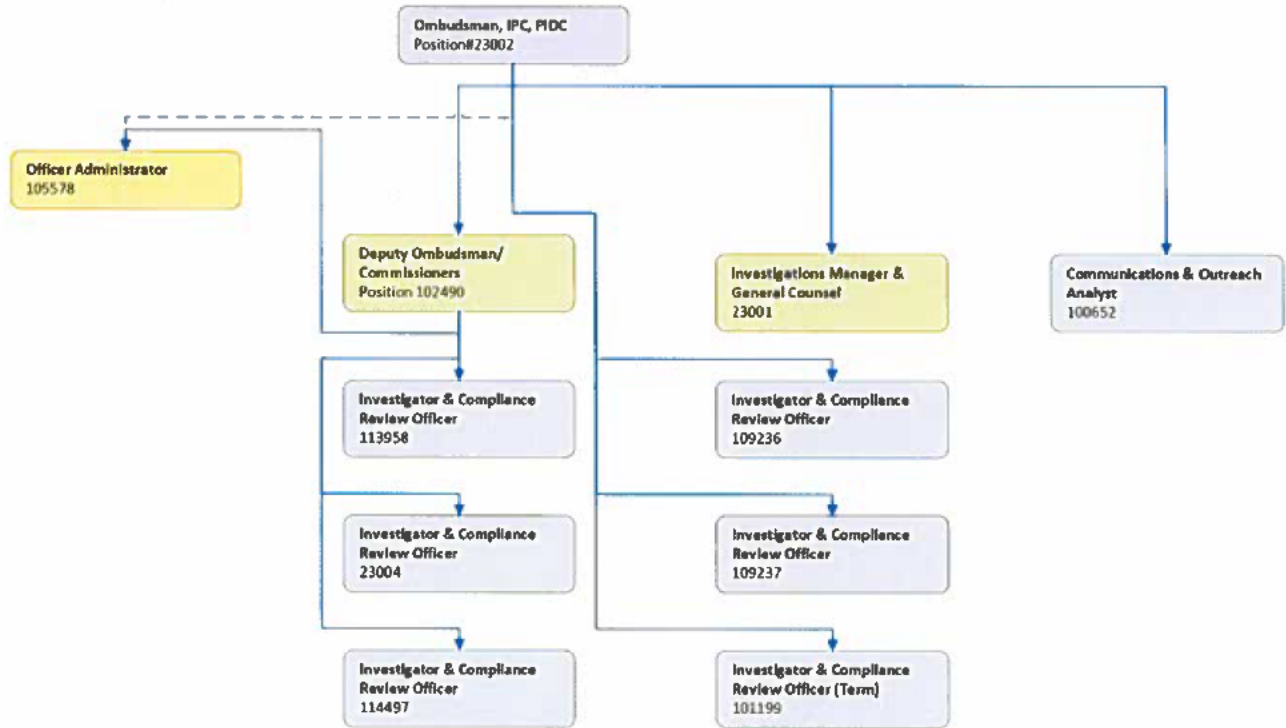 Ombudsman, IPC, PIDC
Position#23002
Officer Administrator
105578
Deputy Ombudsman/
Commissioners
Position 102490
Investigations Manager &
General Counsel
23001
Communications & Outreach
Analyst
100652
Investigator & Compliance
Review Officer
113958
Investigator & Compliance
Review Officer
109236
Investigator & Compliance
Review Officer
23004
Investigator & Compliance
Review Officer
109237
Investigator & Compliance
Review Officer
114497
Investigator & Compliance
Review Officer (Term)
101199